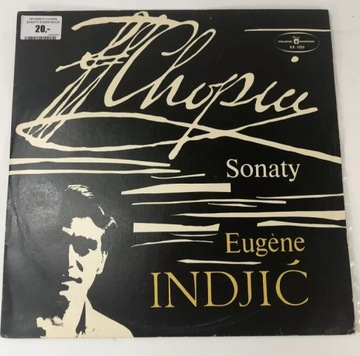 20,-
Chopin
Sonaty
Eugène
INDJIĆ